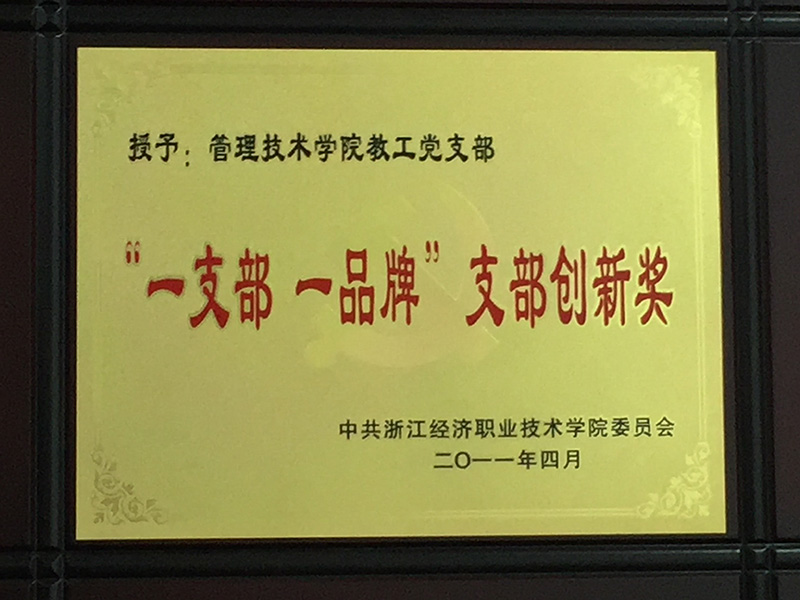 授予：管理技术学院教工党支部
“一支部 一品牌”支部创新奖
中共浙江经济职业技术学院委员会
二〇一一年四月